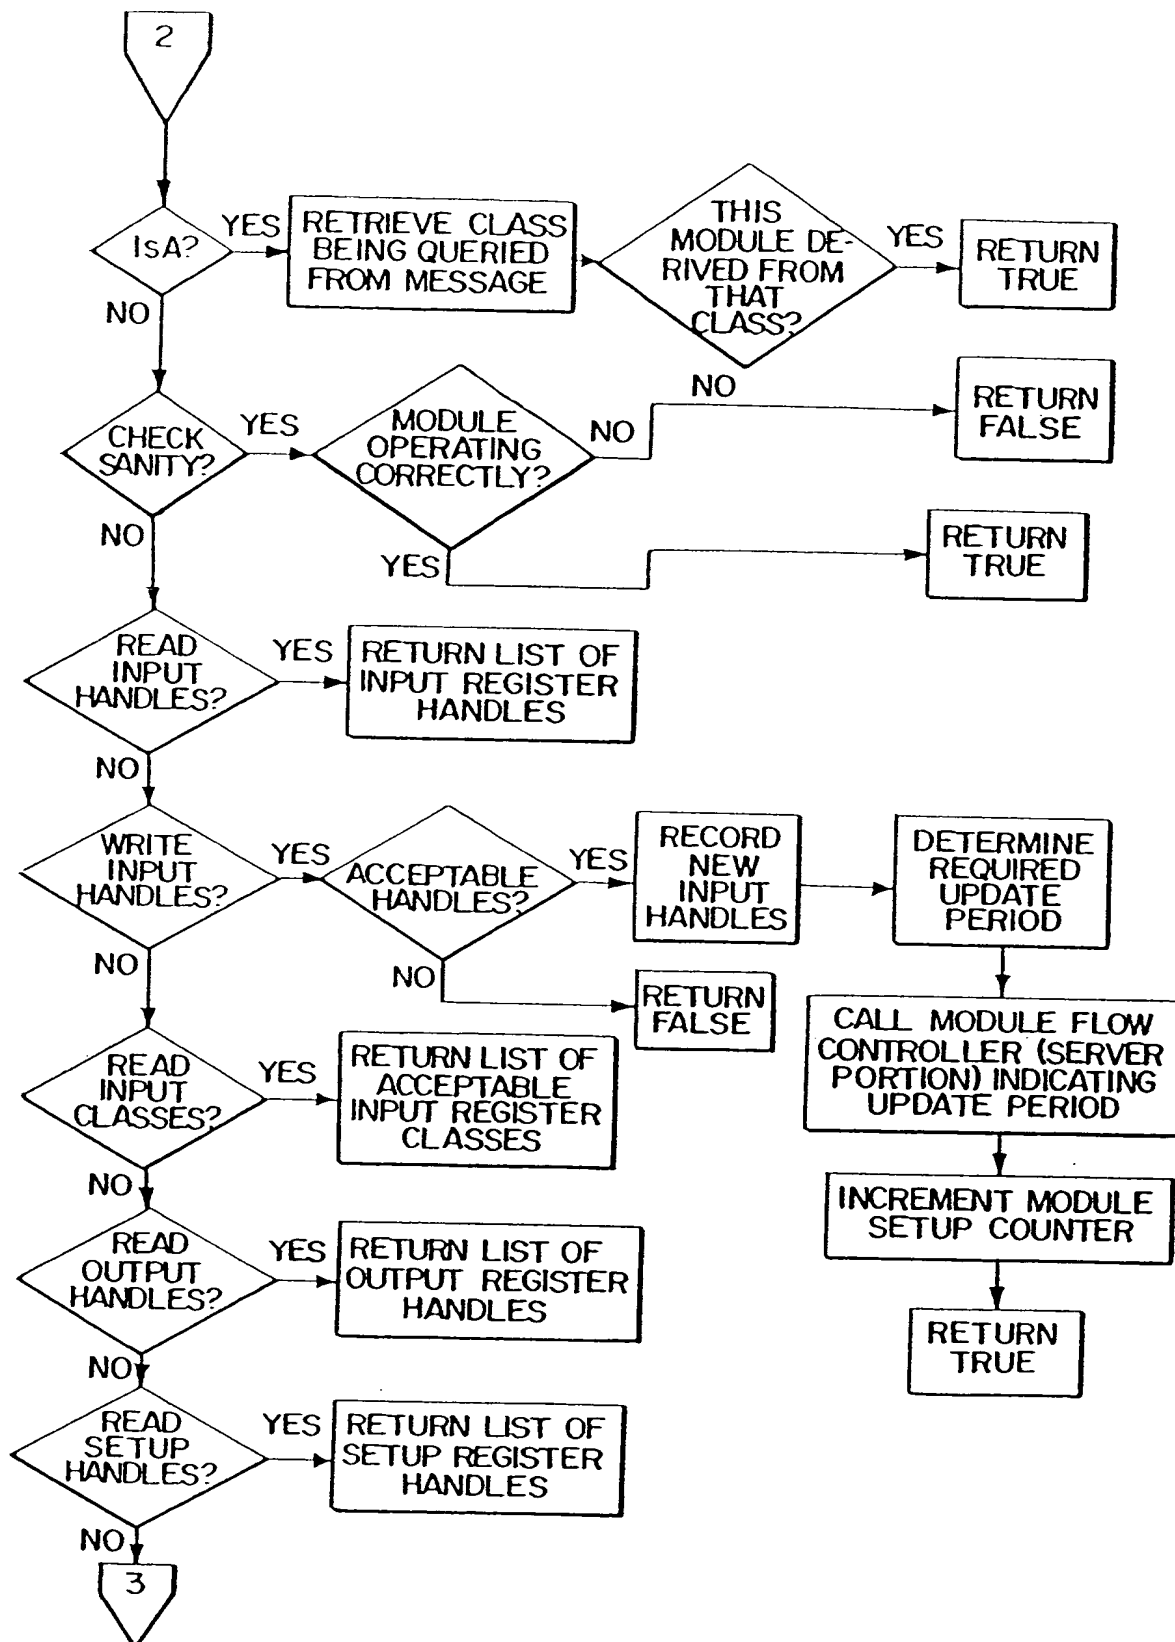 2
IsA?
YES
RETRIEVE CLASS
BEING QUERIED
FROM MESSAGE
THIS
MODULE DE-
RIVED FROM
THAT
CLASS?
YES
RETURN
TRUE
NO
NO
RETURN
FALSE
CHECK
SANITY?
YES
MODULE
OPERATING
CORRECTLY?
NO
NO
YES
RETURN
TRUE
READ
INPUT
HANDLES?
YES
RETURN LIST OF
INPUT REGISTER
HANDLES
NO
WRITE
INPUT
HANDLES?
YES
ACCEPTABLE
HANDLES?
YES
RECORD
NEW
INPUT
HANDLES
DETERMINE
REQUIRED
UPDATE
PERIOD
NO
NO
RETURN
FALSE
CALL MODULE FLOW
CONTROLLER (SERVER
PORTION) INDICATING
UPDATE PERIOD
READ
INPUT
CLASSES?
YES
RETURN LIST OF
ACCEPTABLE
INPUT REGISTER
CLASSES
NO
INCREMENT MODULE
SETUP COUNTER
READ
OUTPUT
HANDLES?
YES
RETURN LIST OF
OUTPUT REGISTER
HANDLES
RETURN
TRUE
NO
READ
SETUP
HANDLES?
YES
RETURN LIST OF
SETUP REGISTER
HANDLES
NO
3